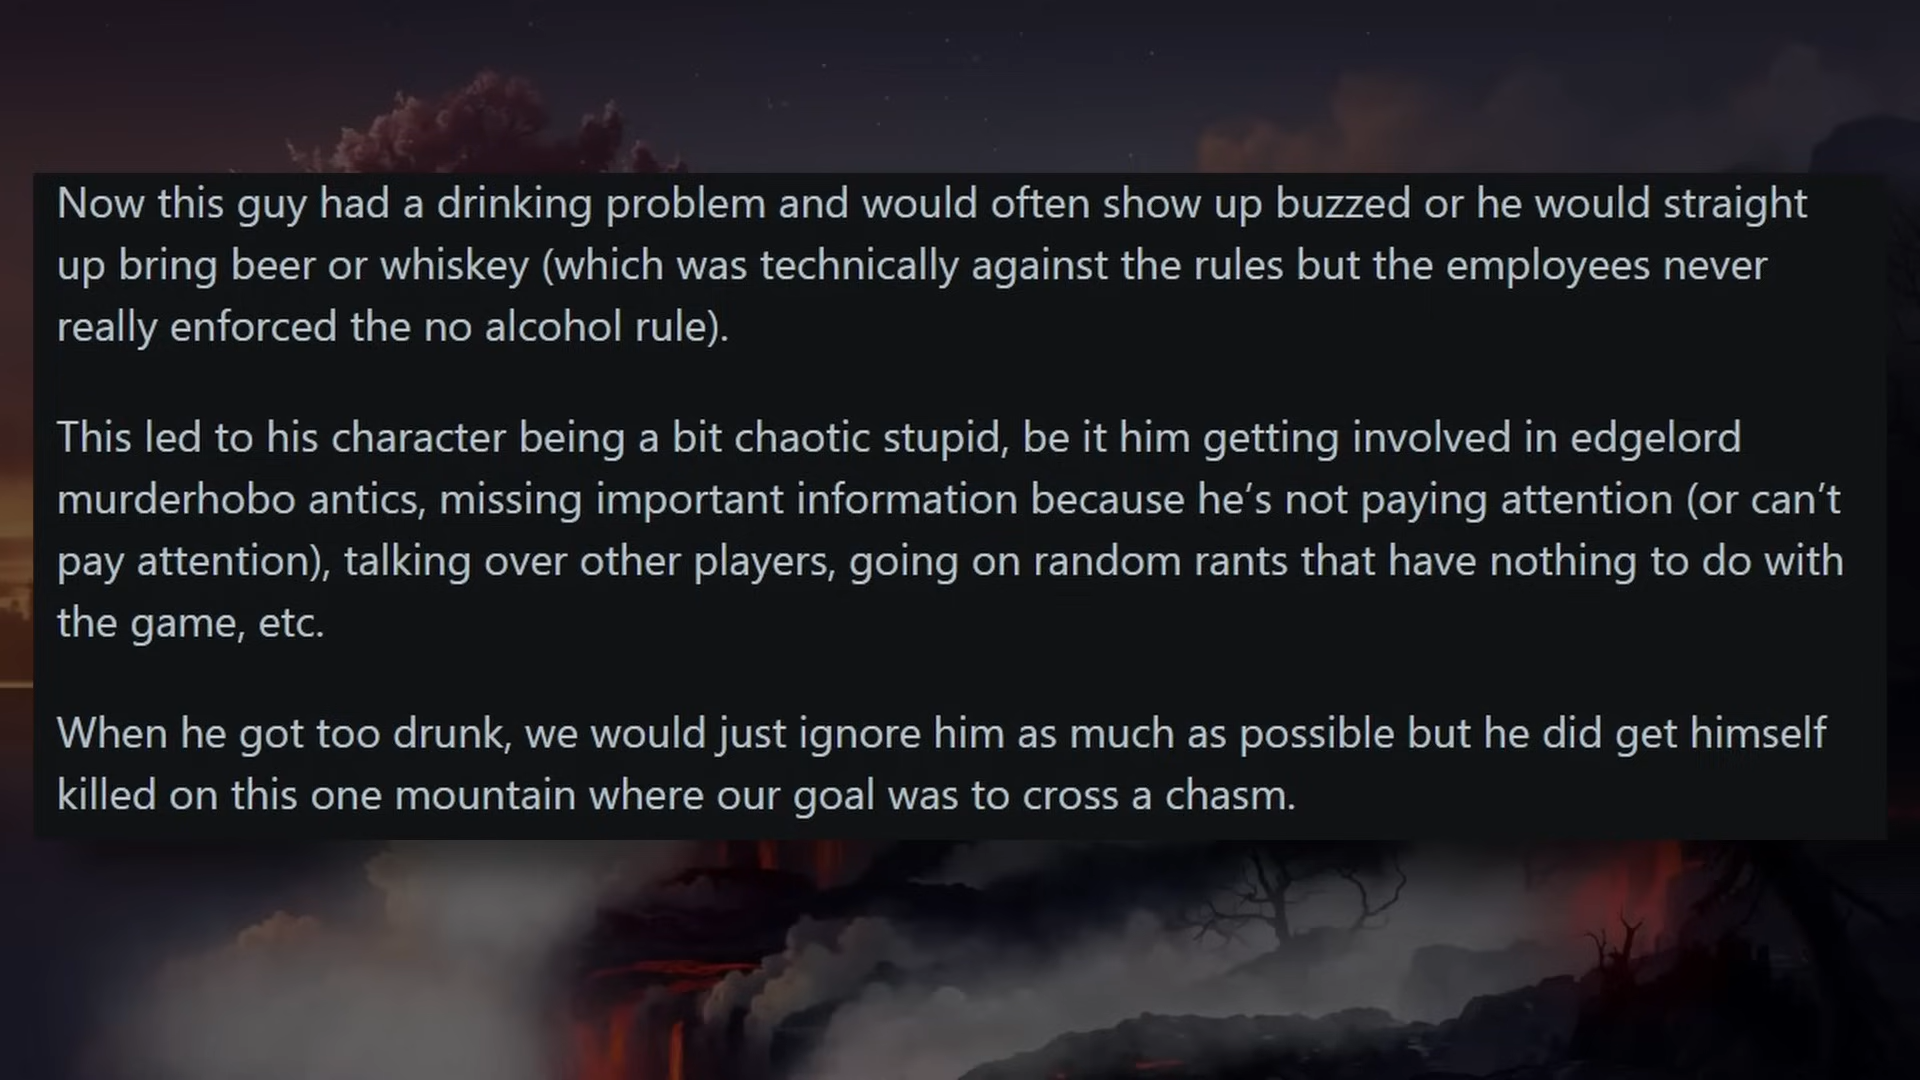 Now this guy had a drinking problem and would often show up buzzed or he would straight
up bring beer or whiskey (which was technically against the rules but the employees never
really enforced the no alcohol rule).
This led to his character being a bit chaotic stupid, be it him getting involved in edgelord
murderhobo antics, missing important information because he’s not paying attention (or can’t
pay attention), talking over other players, going on random rants that have nothing to do with
the game, etc.
When he got too drunk, we would just ignore him as much as possible but he did get himself
killed on this one mountain where our goal was to cross a chasm.